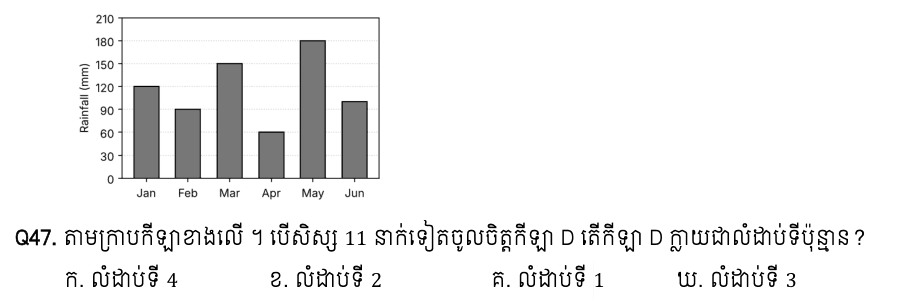 210
180
150
120
90
60
30
0
Rainfall (mm)
Jan Feb Mar Apr May Jun
Q47. តាមក្រាបកីឡាខាងលើ ។ បើសិស្ស 11 នាក់ទៀតចូលចិត្តកីឡា D តើកីឡា D ក្លាយជាលំដាប់ទីប៉ុន្មាន?
ក. លំដាប់ទី 4 ខ. លំដាប់ទី 2 គ. លំដាប់ទី 1 ឃ. លំដាប់ទី 3